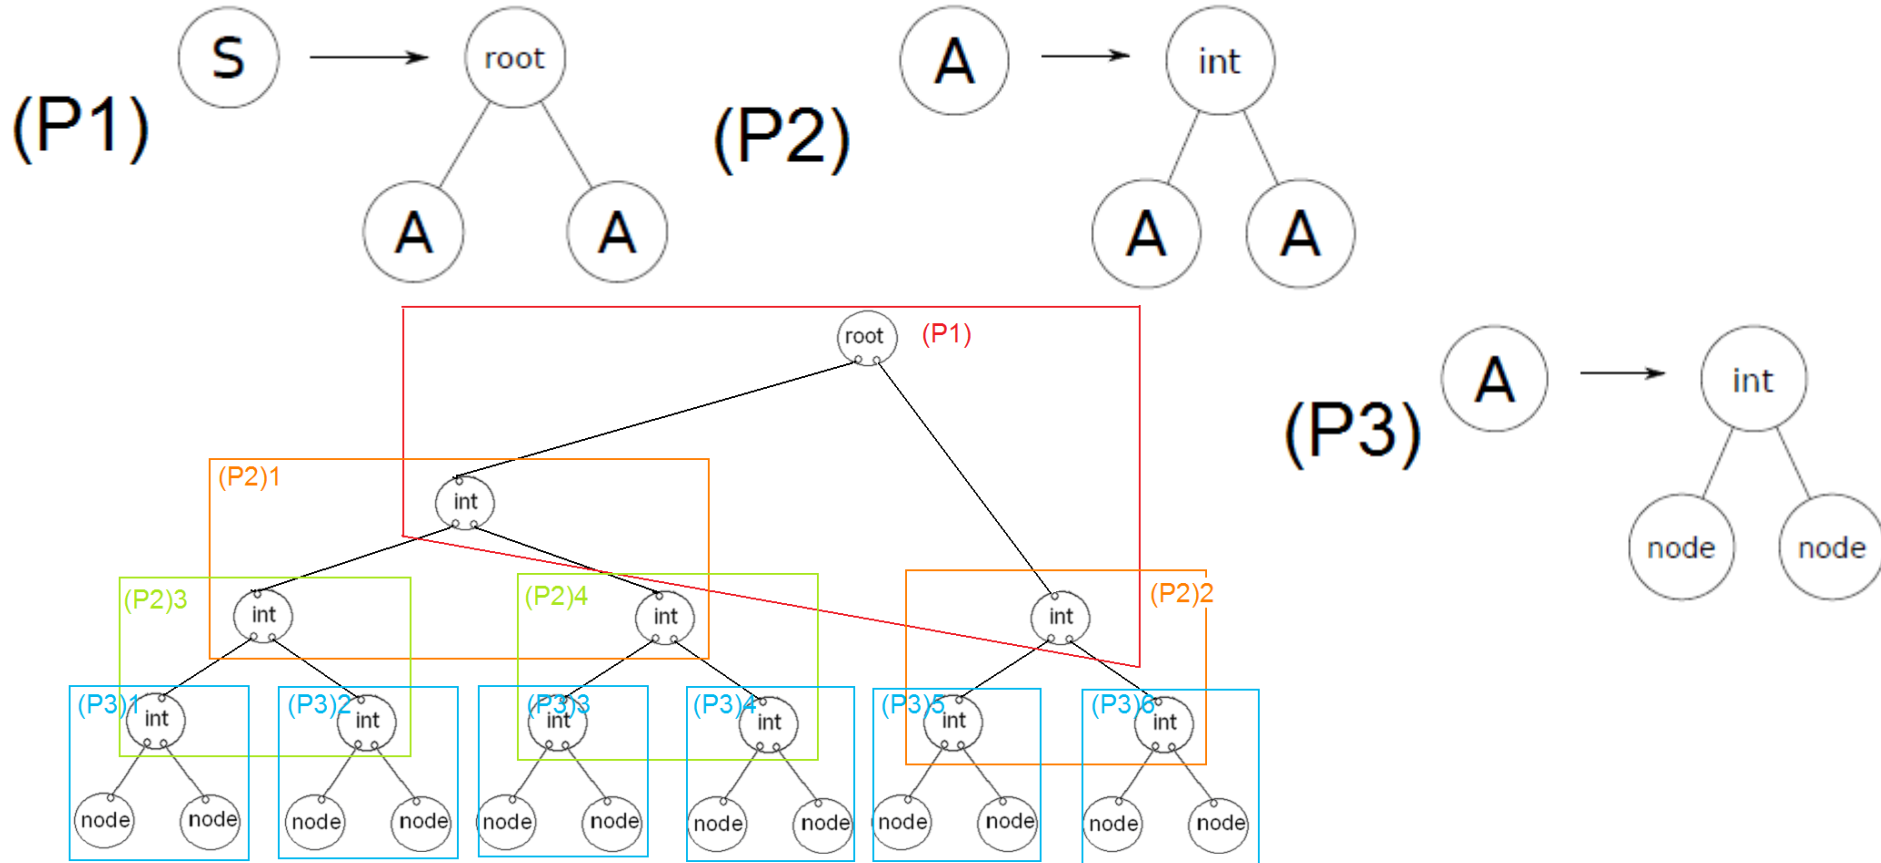 S
root
A
int
(P1)
(P2)
A
A
A
A
root
(P1)
A
int
(P3)
(P2)1
int
node
node
(P2)3
(P2)4
(P2)2
int
int
int
(P3)1
(P3)2
(P3)3
(P3)4
(P3)5
(P3)6
int
int
int
int
int
int
node
node
node
node
node
node
node
node
node
node
node
node